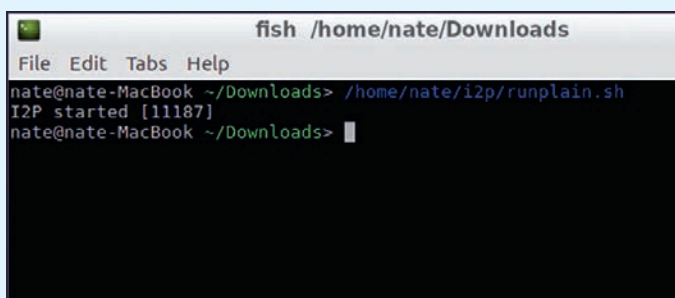 fish /home/nate/Downloads
File Edit Tabs Help
nate@nate-MacBook ~/Downloads> /home/nate/i2p/runplain.sh
I2P started [11187]
nate@nate-MacBook ~/Downloads>